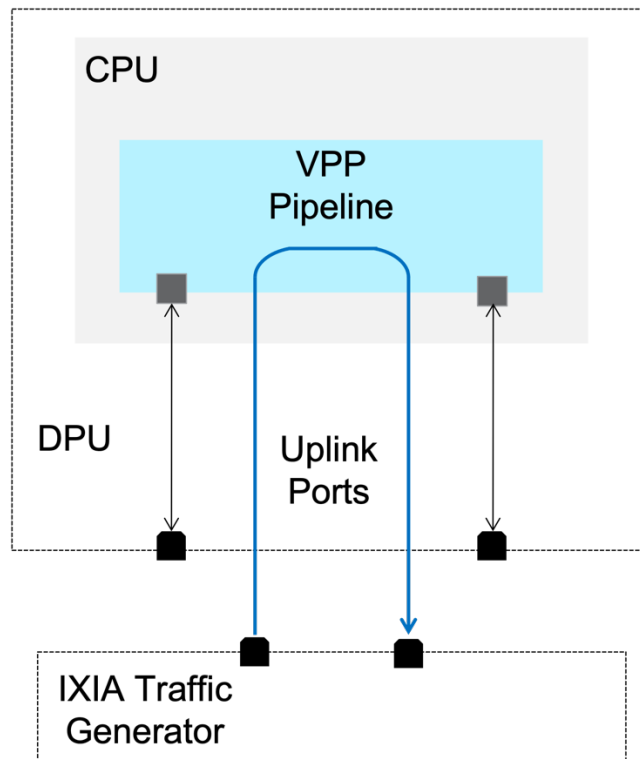 CPU
VPP
Pipeline
DPU
Uplink
Ports
IXIA Traffic
Generator